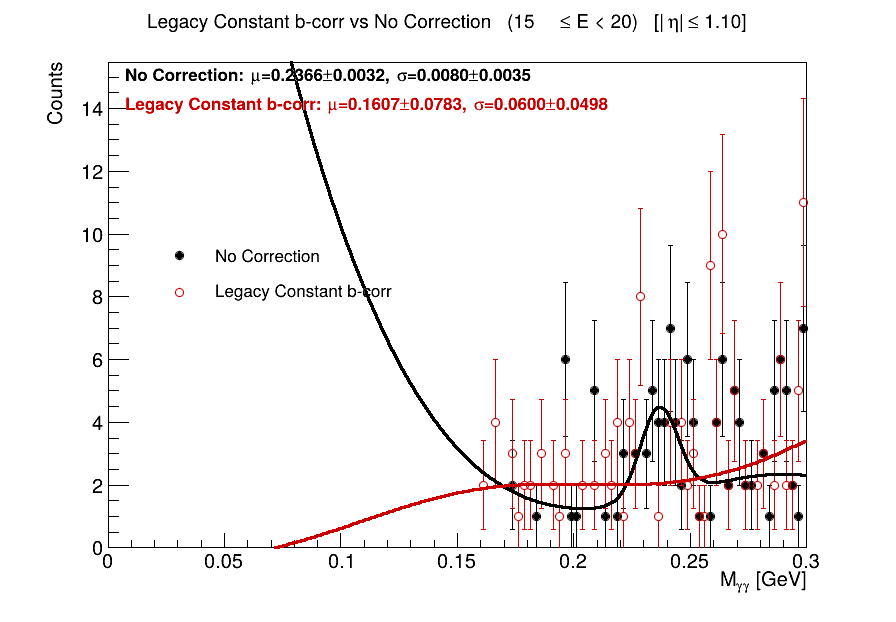 Legacy Constant b-corr vs No Correction (15 ≤ E < 20) [|η| ≤ 1.10]
Counts
No Correction: μ=0.2366±0.0032, σ=0.0080±0.0035
Legacy Constant b-corr: μ=0.1607±0.0783, σ=0.0600±0.0498
No Correction
Legacy Constant b-corr
14
12
10
8
6
4
2
0
0 0.05 0.1 0.15 0.2 0.25 0.3
Mγγ [GeV]